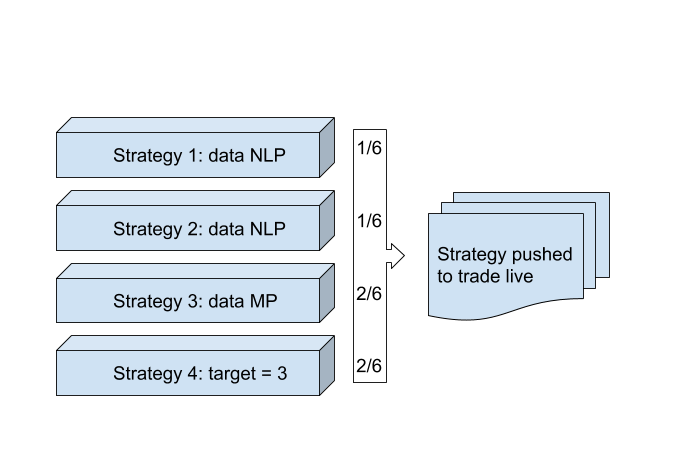 Strategy 1: data NLP
1/6
Strategy 2: data NLP
1/6
Strategy 3: data MP
2/6
Strategy 4: target = 3
2/6
Strategy pushed
to trade live